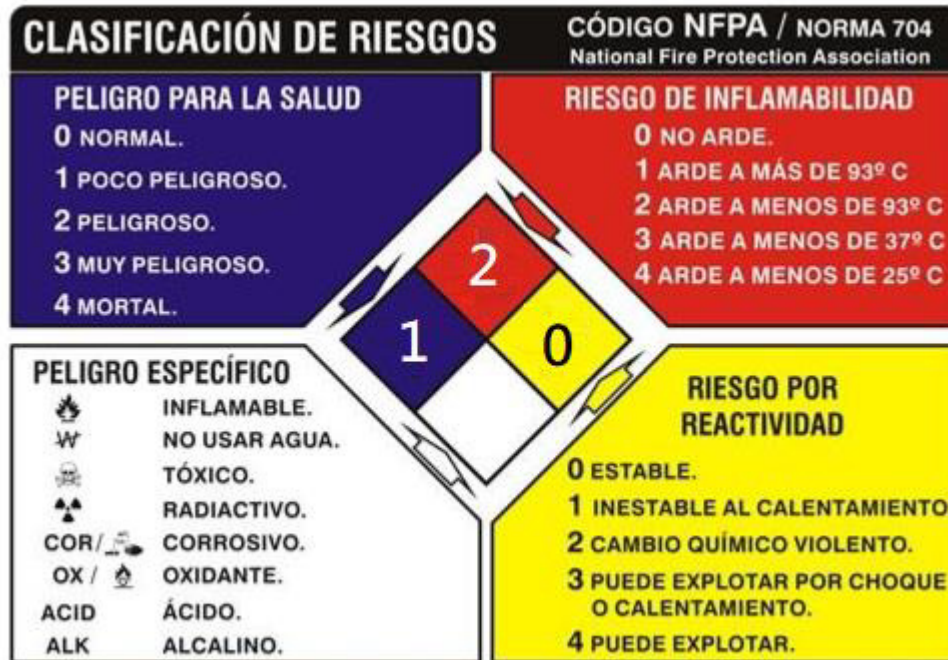 CLASIFICACIÓN DE RIESGOS
CÓDIGO NFPA / NORMA 704
National Fire Protection Association
PELIGRO PARA LA SALUD
0 NORMAL.
1 POCO PELIGROSO.
2 PELIGROSO.
3 MUY PELIGROSO.
4 MORTAL.
RIESGO DE INFLAMABILIDAD
0 NO ARDE.
1 ARDE A MÁS DE 93º C
2 ARDE A MENOS DE 93º C
3 ARDE A MENOS DE 37º C
4 ARDE A MENOS DE 25º C
2
1
0
PELIGRO ESPECÍFICO
INFLAMABLE.
W NO USAR AGUA.
TÓXICO.
RADIACTIVO.
COR/ CORROSIVO.
OX / OXIDANTE.
ACID ÁCIDO.
ALK ALCALINO.
RIESGO POR
REACTIVIDAD
0 ESTABLE.
1 INESTABLE AL CALENTAMIENTO
2 CAMBIO QUÍMICO VIOLENTO.
3 PUEDE EXPLOTAR POR CHOQUE
O CALENTAMIENTO.
4 PUEDE EXPLOTAR.